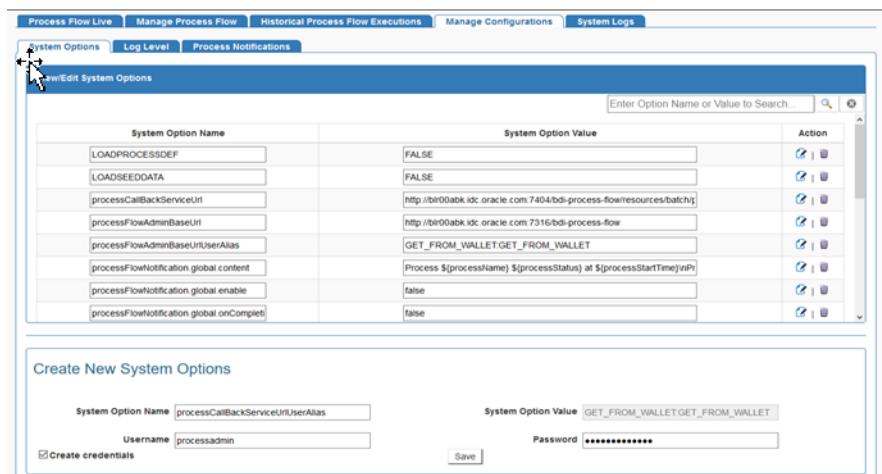 Process Flow Live Manage Process Flow Historical Process Flow Executions Manage Configurations System Logs
System Options Log Level Process Notifications
View/Edit System Options
Enter Option Name or Value to Search...
System Option Name System Option Value Action
LOADPROCESSDEF FALSE |
LOADSEEDDATA FALSE |
processCallBackServiceUrl http://blr00abk.idc.oracle.com:7404/bdi-process-flow/resources/batch/p |
processFlowAdminBaseUrl http://blr00abk.idc.oracle.com:7316/bdi-process-flow |
processFlowAdminBaseUrlUserAlias GET_FROM_WALLET:GET_FROM_WALLET |
processFlowNotification.global.content Process ${processName} ${processStatus} at ${processStartTime}\nPr |
processFlowNotification.global.enable false |
processFlowNotification.global.onCompleti false |
Create New System Options
System Option Name processCallBackServiceUrlUserAlias System Option Value GET_FROM_WALLET:GET_FROM_WALLET
Username processadmin Password •••••••••••••
Create credentials Save